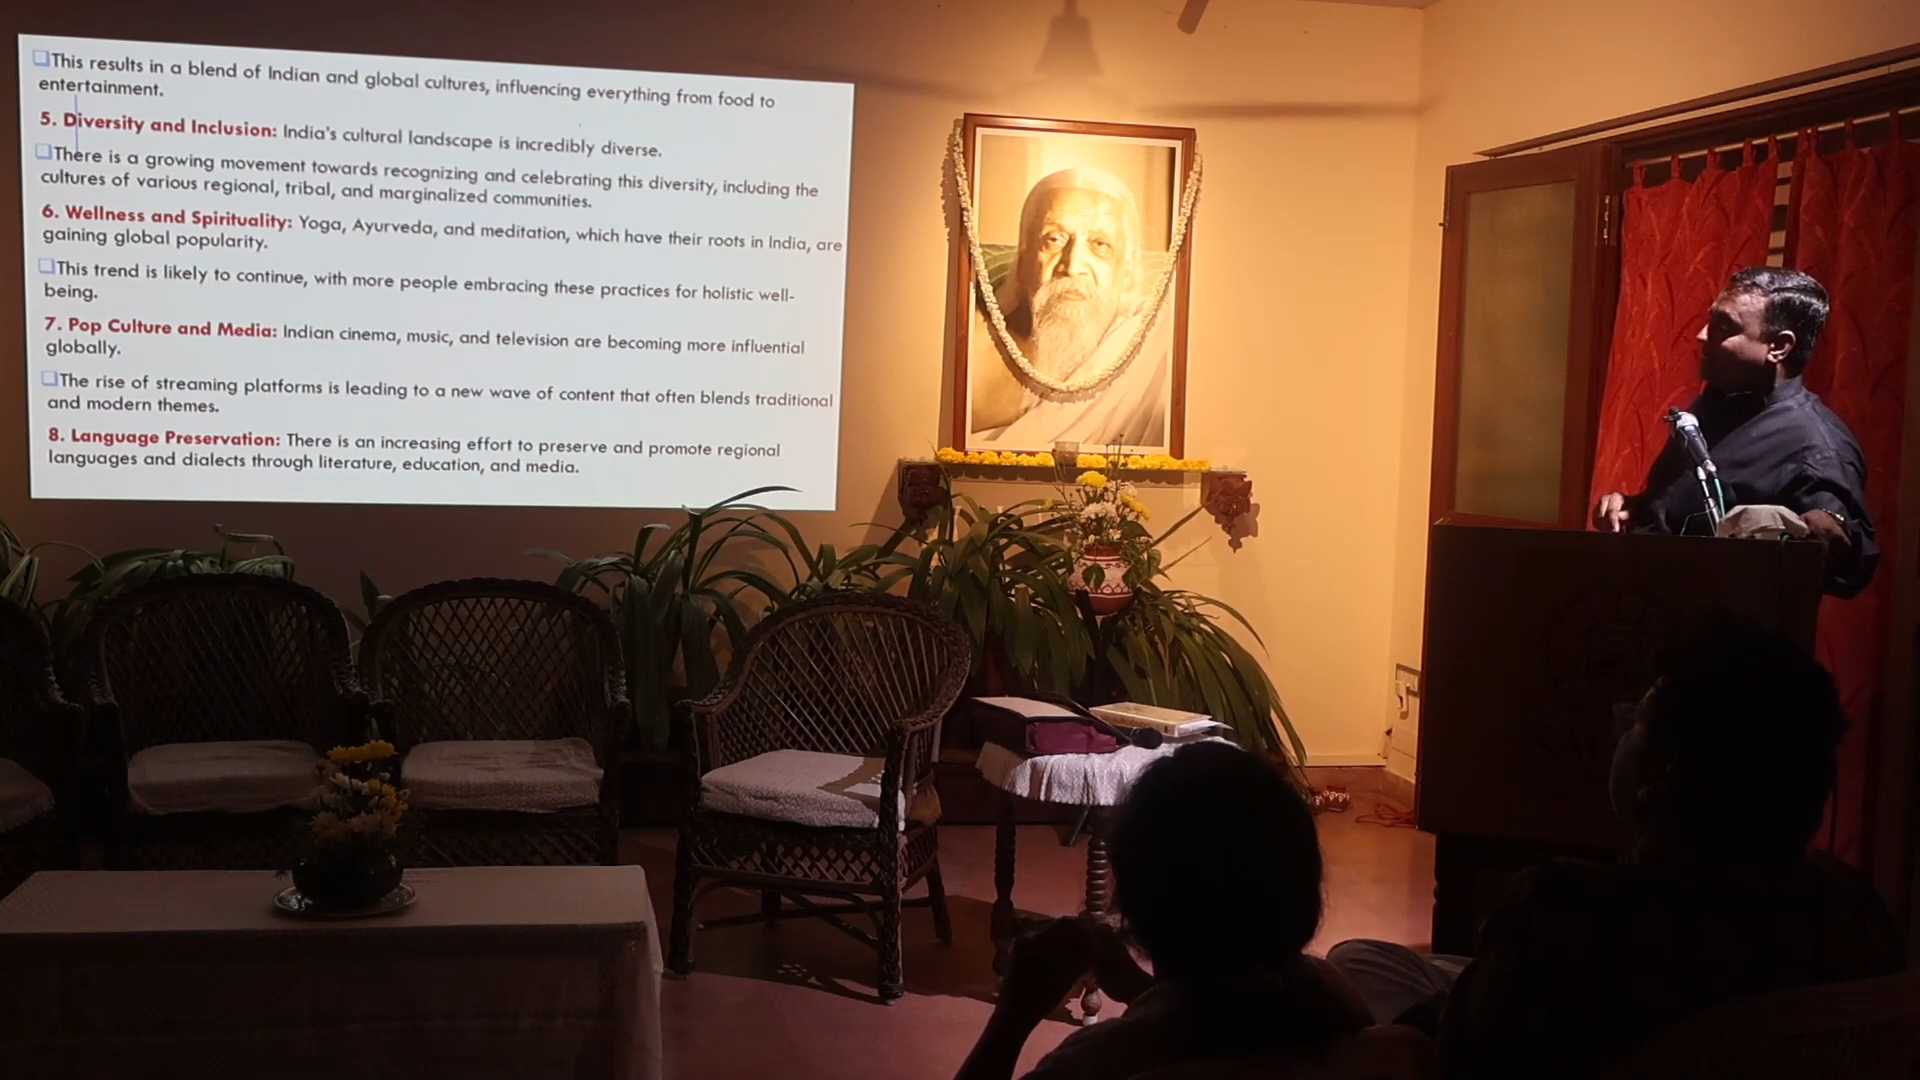 ❑This results in a blend of Indian and global cultures, influencing everything from food to
entertainment.
5. Diversity and Inclusion: India's cultural landscape is incredibly diverse.
❑There is a growing movement towards recognizing and celebrating this diversity, including the
cultures of various regional, tribal, and marginalized communities.
6. Wellness and Spirituality: Yoga, Ayurveda, and meditation, which have their roots in India, are
gaining global popularity.
❑This trend is likely to continue, with more people embracing these practices for holistic well-
being.
7. Pop Culture and Media: Indian cinema, music, and television are becoming more influential
globally.
❑The rise of streaming platforms is leading to a new wave of content that often blends traditional
and modern themes.
8. Language Preservation: There is an increasing effort to preserve and promote regional
languages and dialects through literature, education, and media.